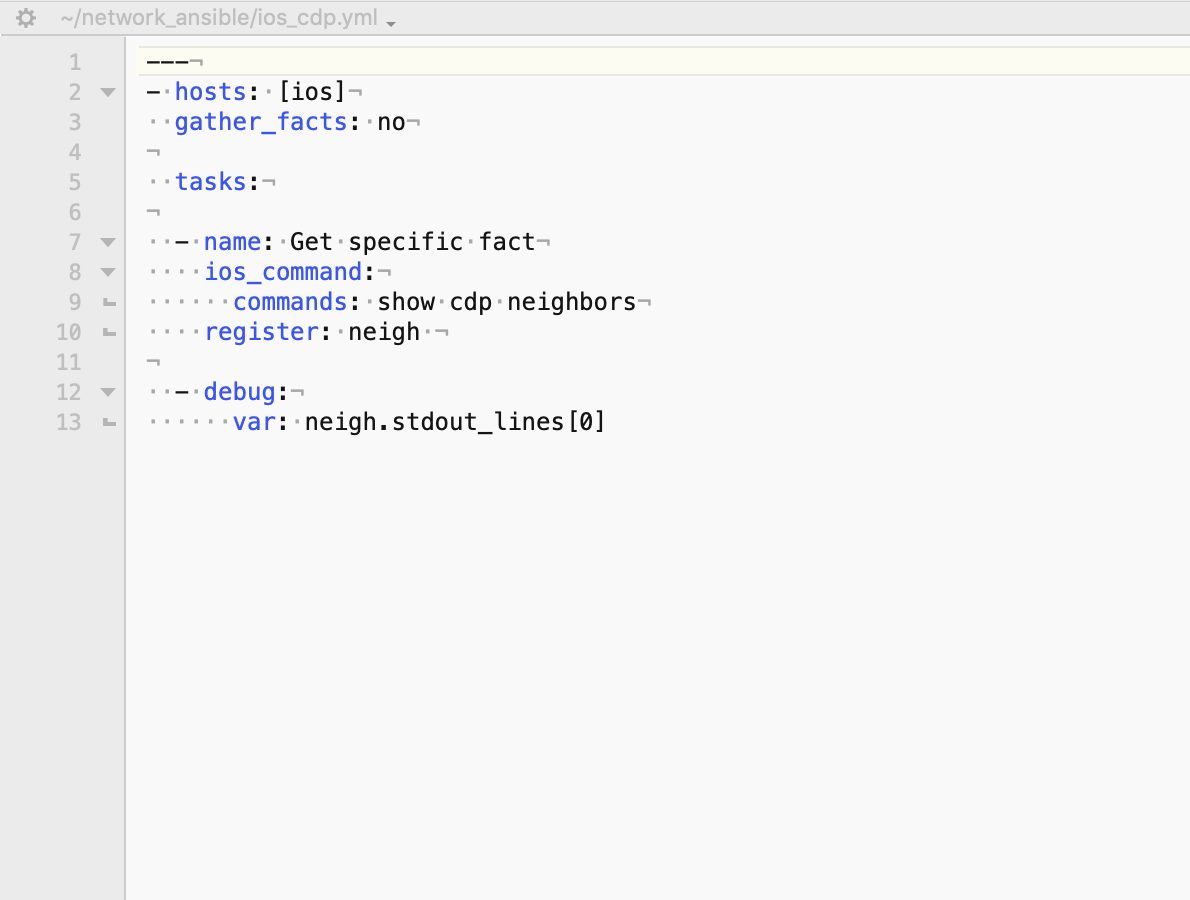 ~/network_ansible/ios_cdp.yml
1 ---¬
2 -·hosts:·[ios]¬
3 ··gather_facts:·no¬
4 ¬
5 ··tasks:¬
6 ¬
7 ··-·name:·Get·specific·fact¬
8 ····ios_command:¬
9 ······commands:·show·cdp·neighbors¬
10 ····register:·neigh·¬
11 ¬
12 ··-·debug:¬
13 ······var:·neigh.stdout_lines[0]